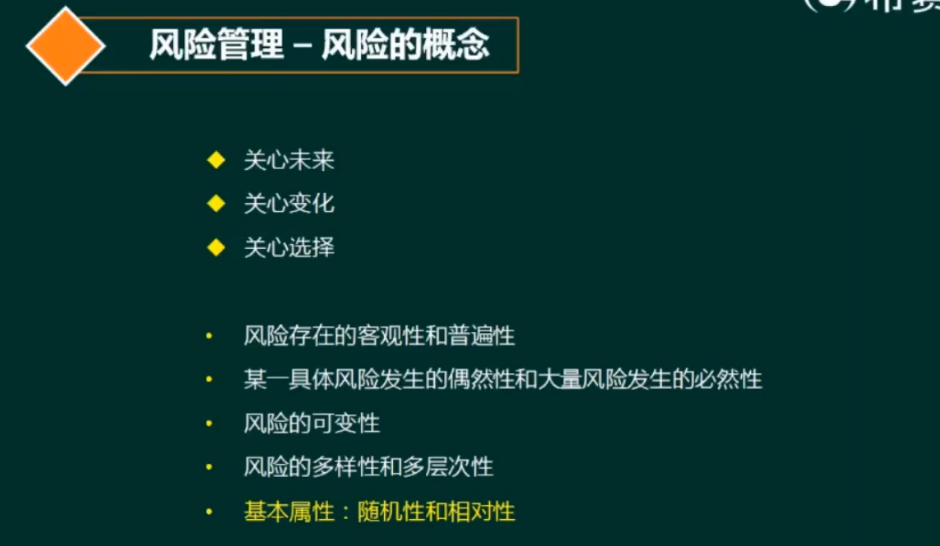 风险管理 – 风险的概念
关心未来
关心变化
关心选择
风险存在的客观性和普遍性
某一具体风险发生的偶然性和大量风险发生的必然性
风险的可变性
风险的多样性和多层次性
基本属性：随机性和相对性